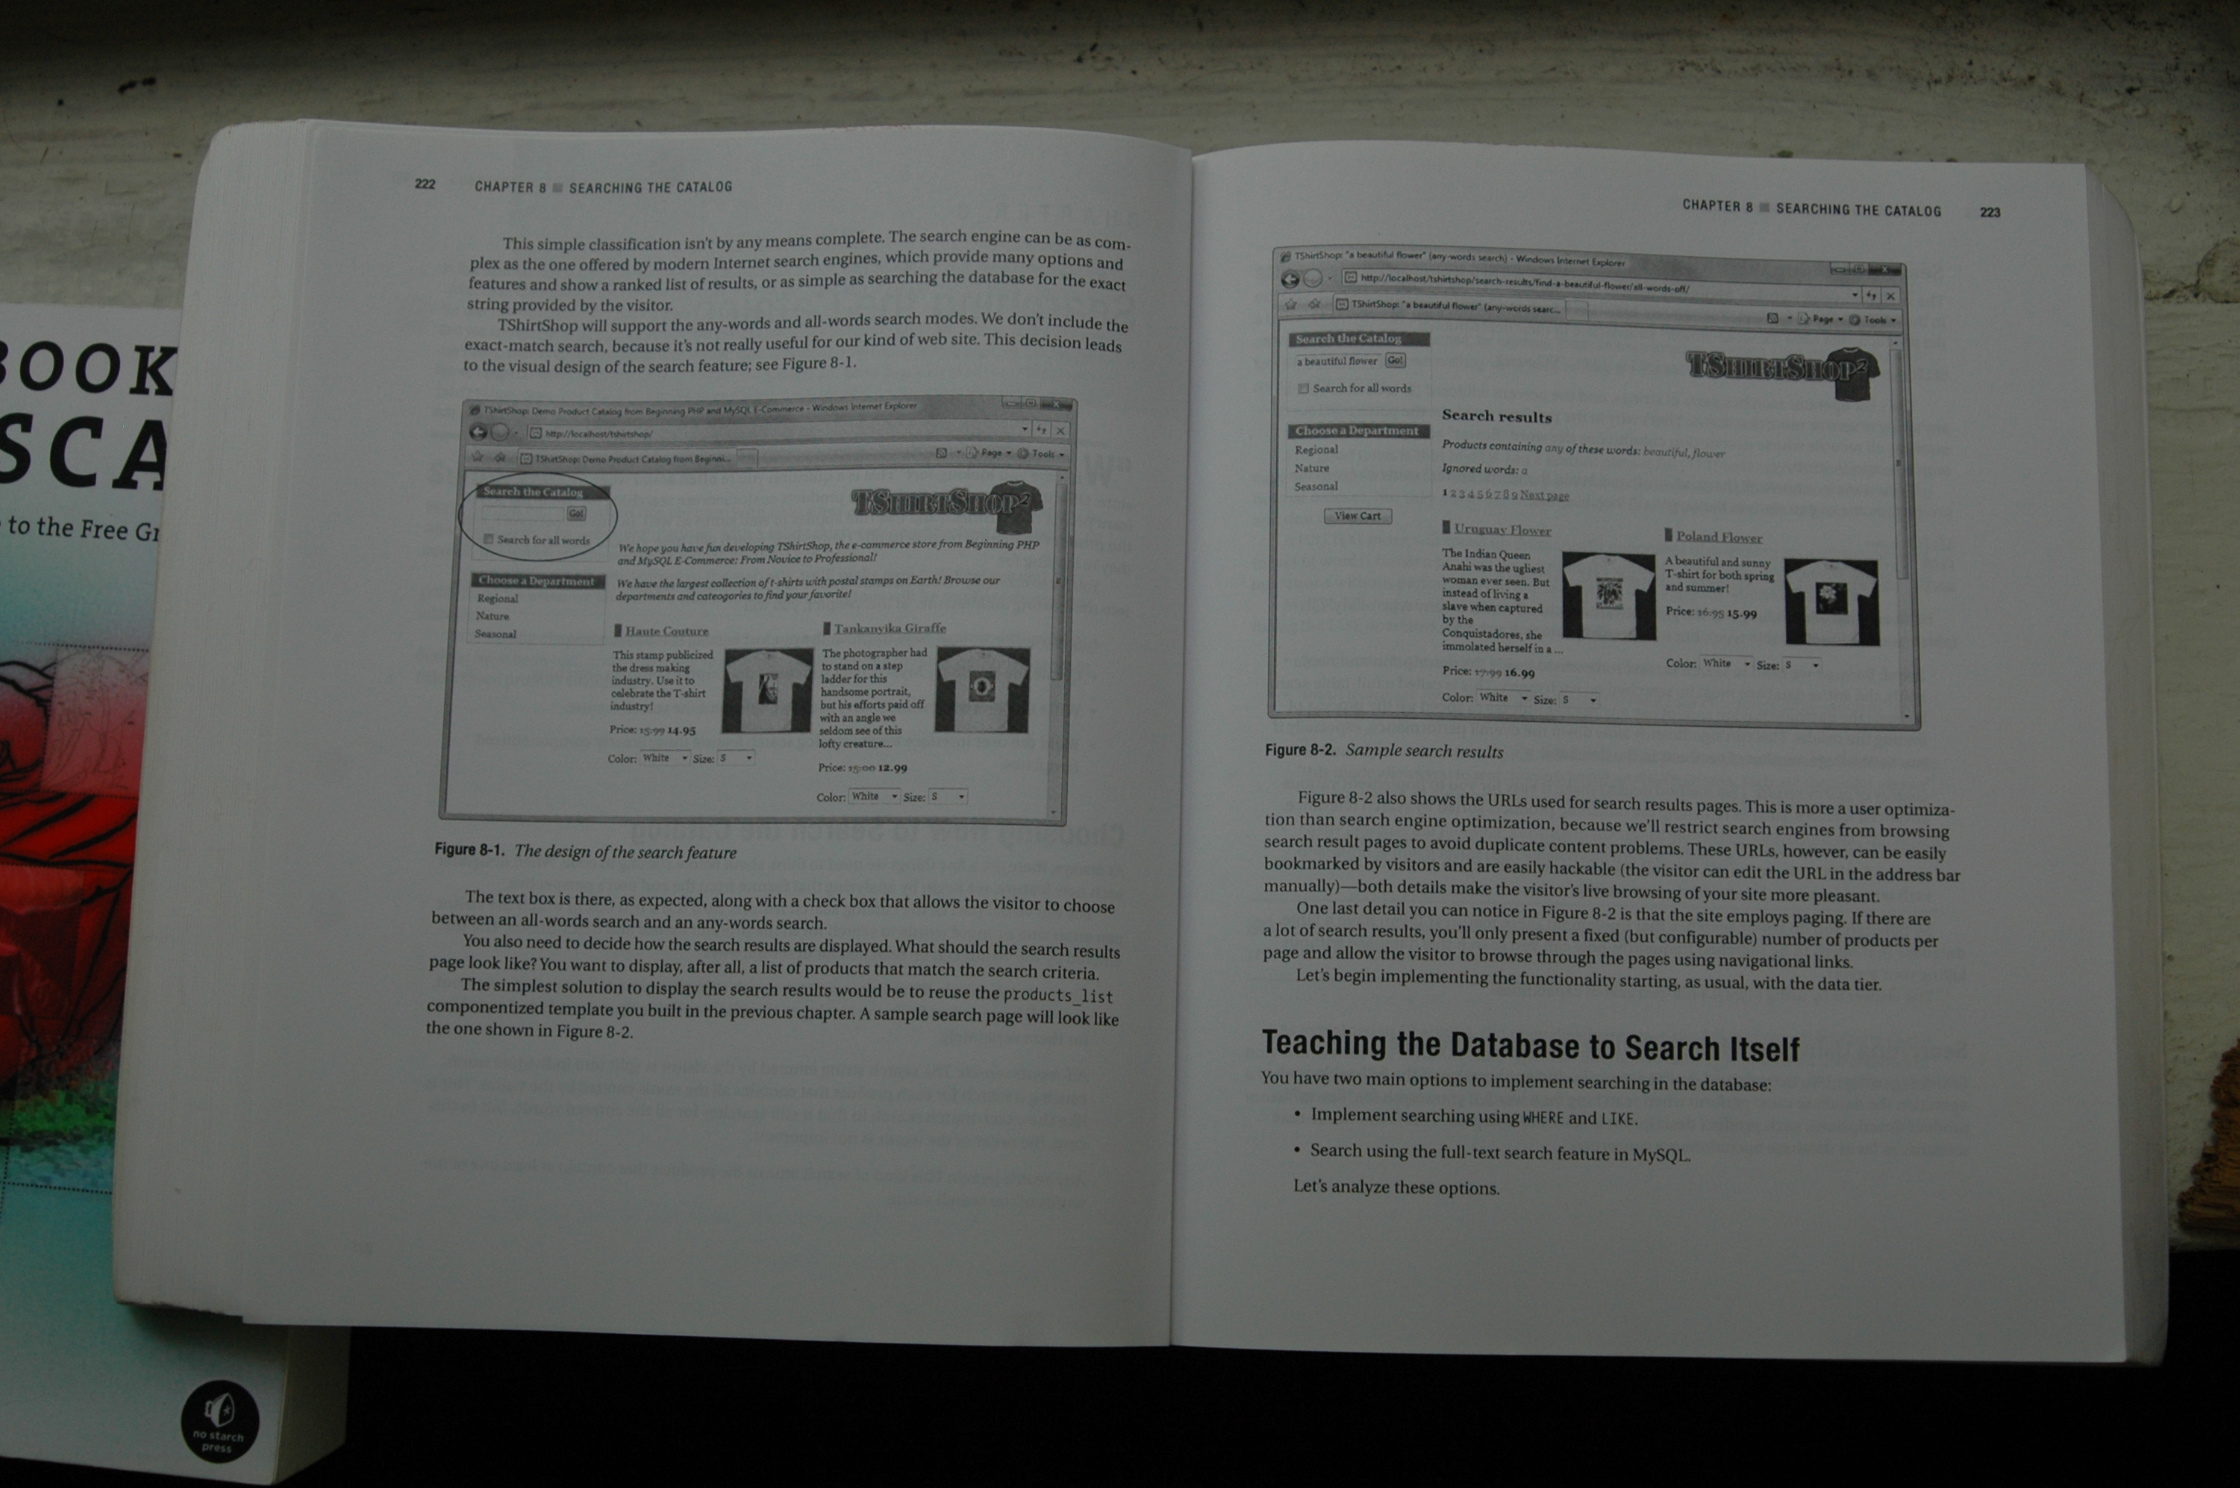 BOOK
SCA
to the Free Gr
no starch
press
222 CHAPTER 8 ■ SEARCHING THE CATALOG
This simple classification isn't by any means complete. The search engine can be as com-
plex as the one offered by modern Internet search engines, which provide many options and
features and show a ranked list of results, or as simple as searching the database for the exact
string provided by the visitor.
TShirtShop will support the any-words and all-words search modes. We don't include the
exact-match search, because it's not really useful for our kind of web site. This decision leads
to the visual design of the search feature; see Figure 8-1.
TShirtShop: Demo Product Catalog from Beginning PHP and MySQL E-Commerce - Windows Internet Explorer
http://localhost/tshirtshop/
TShirtShop: Demo Product Catalog from Beginni...
Page Tools
Search the Catalog
Go!
Search for all words
TShirtShop²
We hope you have fun developing TShirtShop, the e-commerce store from Beginning PHP
and MySQL E-Commerce: From Novice to Professional!
We have the largest collection of t-shirts with postal stamps on Earth! Browse our
departments and cateogories to find your favorite!
Choose a Department
Regional
Nature
Seasonal
Haute Couture
This stamp publicized
the dress making
industry. Use it to
celebrate the T-shirt
industry!
Price: 15.99 14.95
Color: White Size: S
Tankanyika Giraffe
The photographer had
to stand on a step
ladder for this
handsome portrait,
but his efforts paid off
with an angle we
seldom see of this
lofty creature...
Price: 15.00 12.99
Color: White Size: S
Figure 8-1. The design of the search feature
The text box is there, as expected, along with a check box that allows the visitor to choose
between an all-words search and an any-words search.
You also need to decide how the search results are displayed. What should the search results
page look like? You want to display, after all, a list of products that match the search criteria.
The simplest solution to display the search results would be to reuse the products_list
componentized template you built in the previous chapter. A sample search page will look like
the one shown in Figure 8-2.
CHAPTER 8 ■ SEARCHING THE CATALOG 223
TShirtShop: "a beautiful flower" (any-words search) - Windows Internet Explorer
http://localhost/tshirtshop/search-results/find-a-beautiful-flower/all-words-off/
TShirtShop: "a beautiful flower" (any-words searc...
Page Tools
Search the Catalog
a beautiful flower Go!
Search for all words
TShirtShop²
Choose a Department
Regional
Nature
Seasonal
View Cart
Search results
Products containing any of these words: beautiful, flower
Ignored words: a
1 2 3 4 5 6 7 8 9 Next page
Uruguay Flower
The Indian Queen
Anahi was the ugliest
woman ever seen. But
instead of living a
slave when captured
by the
Conquistadores, she
immolated herself in a ...
Price: 17.99 16.99
Color: White Size: S
Poland Flower
A beautiful and sunny
T-shirt for both spring
and summer!
Price: 16.95 15.99
Color: White Size: S
Figure 8-2. Sample search results
Figure 8-2 also shows the URLs used for search results pages. This is more a user optimiza-
tion than search engine optimization, because we'll restrict search engines from browsing
search result pages to avoid duplicate content problems. These URLs, however, can be easily
bookmarked by visitors and are easily hackable (the visitor can edit the URL in the address bar
manually)—both details make the visitor's live browsing of your site more pleasant.
One last detail you can notice in Figure 8-2 is that the site employs paging. If there are
a lot of search results, you'll only present a fixed (but configurable) number of products per
page and allow the visitor to browse through the pages using navigational links.
Let's begin implementing the functionality starting, as usual, with the data tier.
Teaching the Database to Search Itself
You have two main options to implement searching in the database:
• Implement searching using WHERE and LIKE.
• Search using the full-text search feature in MySQL.
Let's analyze these options.